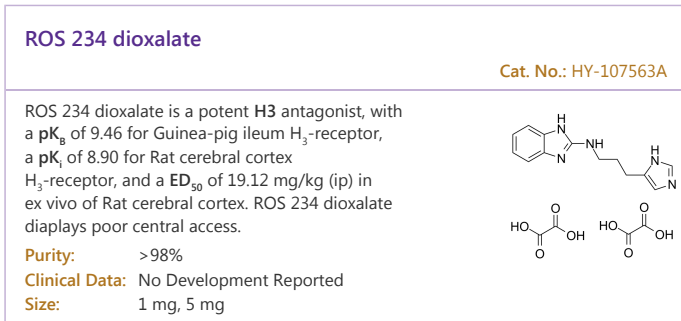 ROS 234 dioxalate
Cat. No.: HY-107563A
ROS 234 dioxalate is a potent H3 antagonist, with
a pK_B of 9.46 for Guinea-pig ileum H₃-receptor,
a pKᵢ of 8.90 for Rat cerebral cortex
H₃-receptor, and a ED₅₀ of 19.12 mg/kg (ip) in
ex vivo of Rat cerebral cortex. ROS 234 dioxalate
diaplays poor central access.
Purity: >98%
Clinical Data: No Development Reported
Size: 1 mg, 5 mg
H
N
NH
N
H
N
N
O
HO
OH
O
O
HO
OH
O